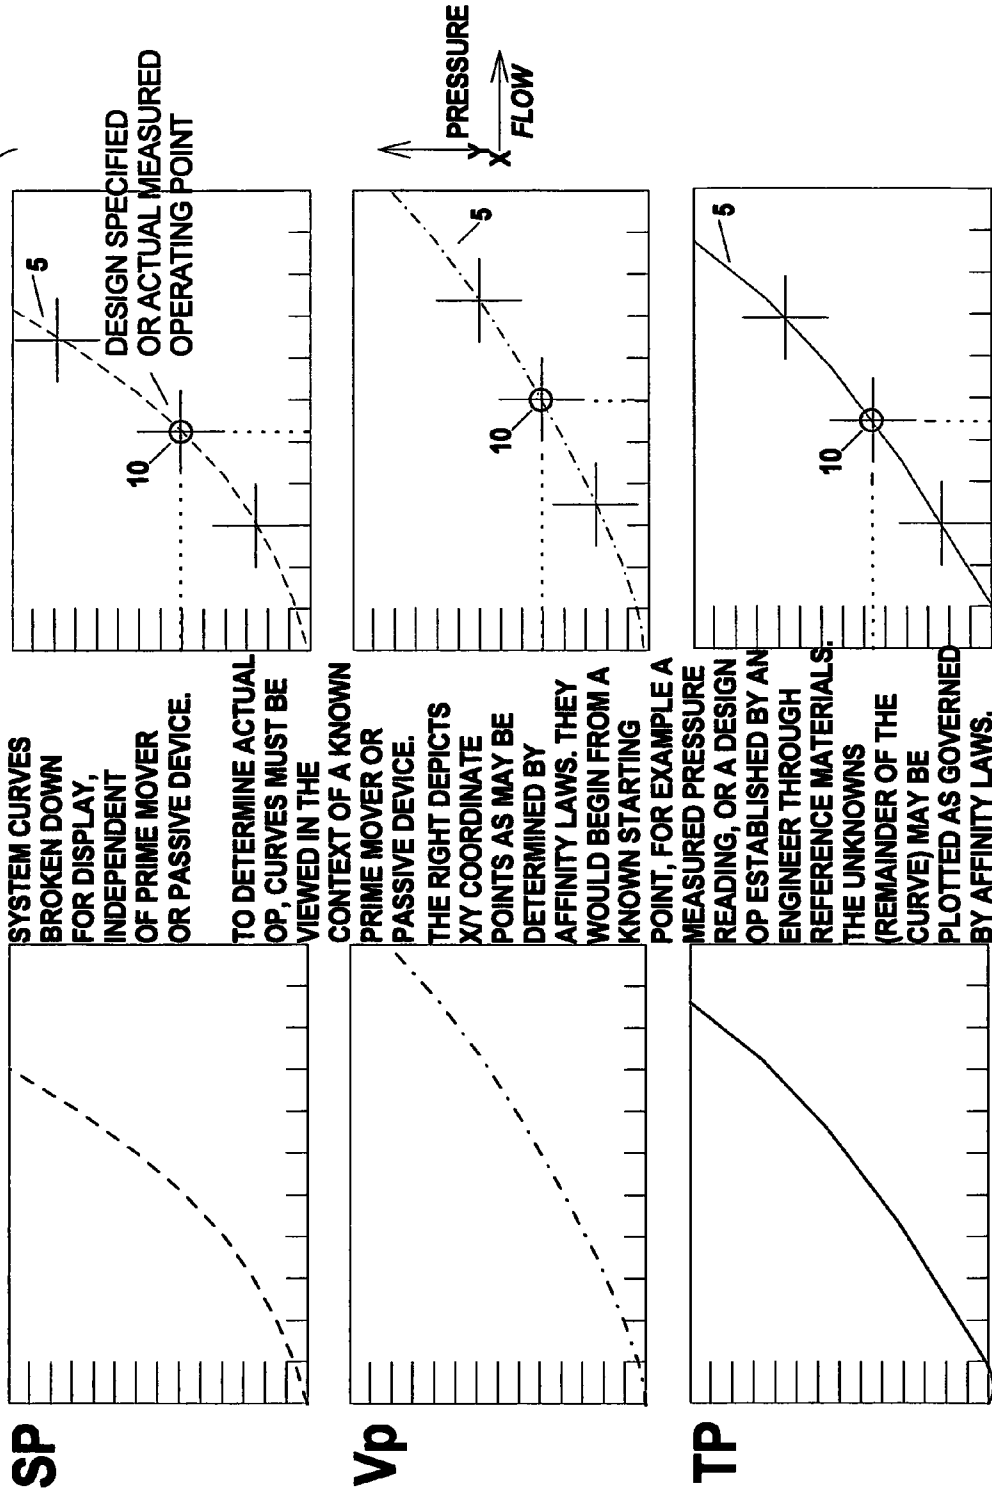 SP
Vp
TP
SYSTEM CURVES
BROKEN DOWN
FOR DISPLAY,
INDEPENDENT
OF PRIME MOVER
OR PASSIVE DEVICE.
TO DETERMINE ACTUAL
OP, CURVES MUST BE
VIEWED IN THE
CONTEXT OF A KNOWN
PRIME MOVER OR
PASSIVE DEVICE.
THE RIGHT DEPICTS
X/Y COORDINATE
POINTS AS MAY BE
DETERMINED BY
AFFINITY LAWS. THEY
WOULD BEGIN FROM A
KNOWN STARTING
POINT, FOR EXAMPLE A
MEASURED PRESSURE
READING, OR A DESIGN
OP ESTABLISHED BY AN
ENGINEER THROUGH
REFERENCE MATERIALS.
THE UNKNOWNS
(REMAINDER OF THE
CURVE) MAY BE
PLOTTED AS GOVERNED
BY AFFINITY LAWS.
10
5
DESIGN SPECIFIED
OR ACTUAL MEASURED
OPERATING POINT
10
5
10
5
PRESSURE
Y
X
FLOW